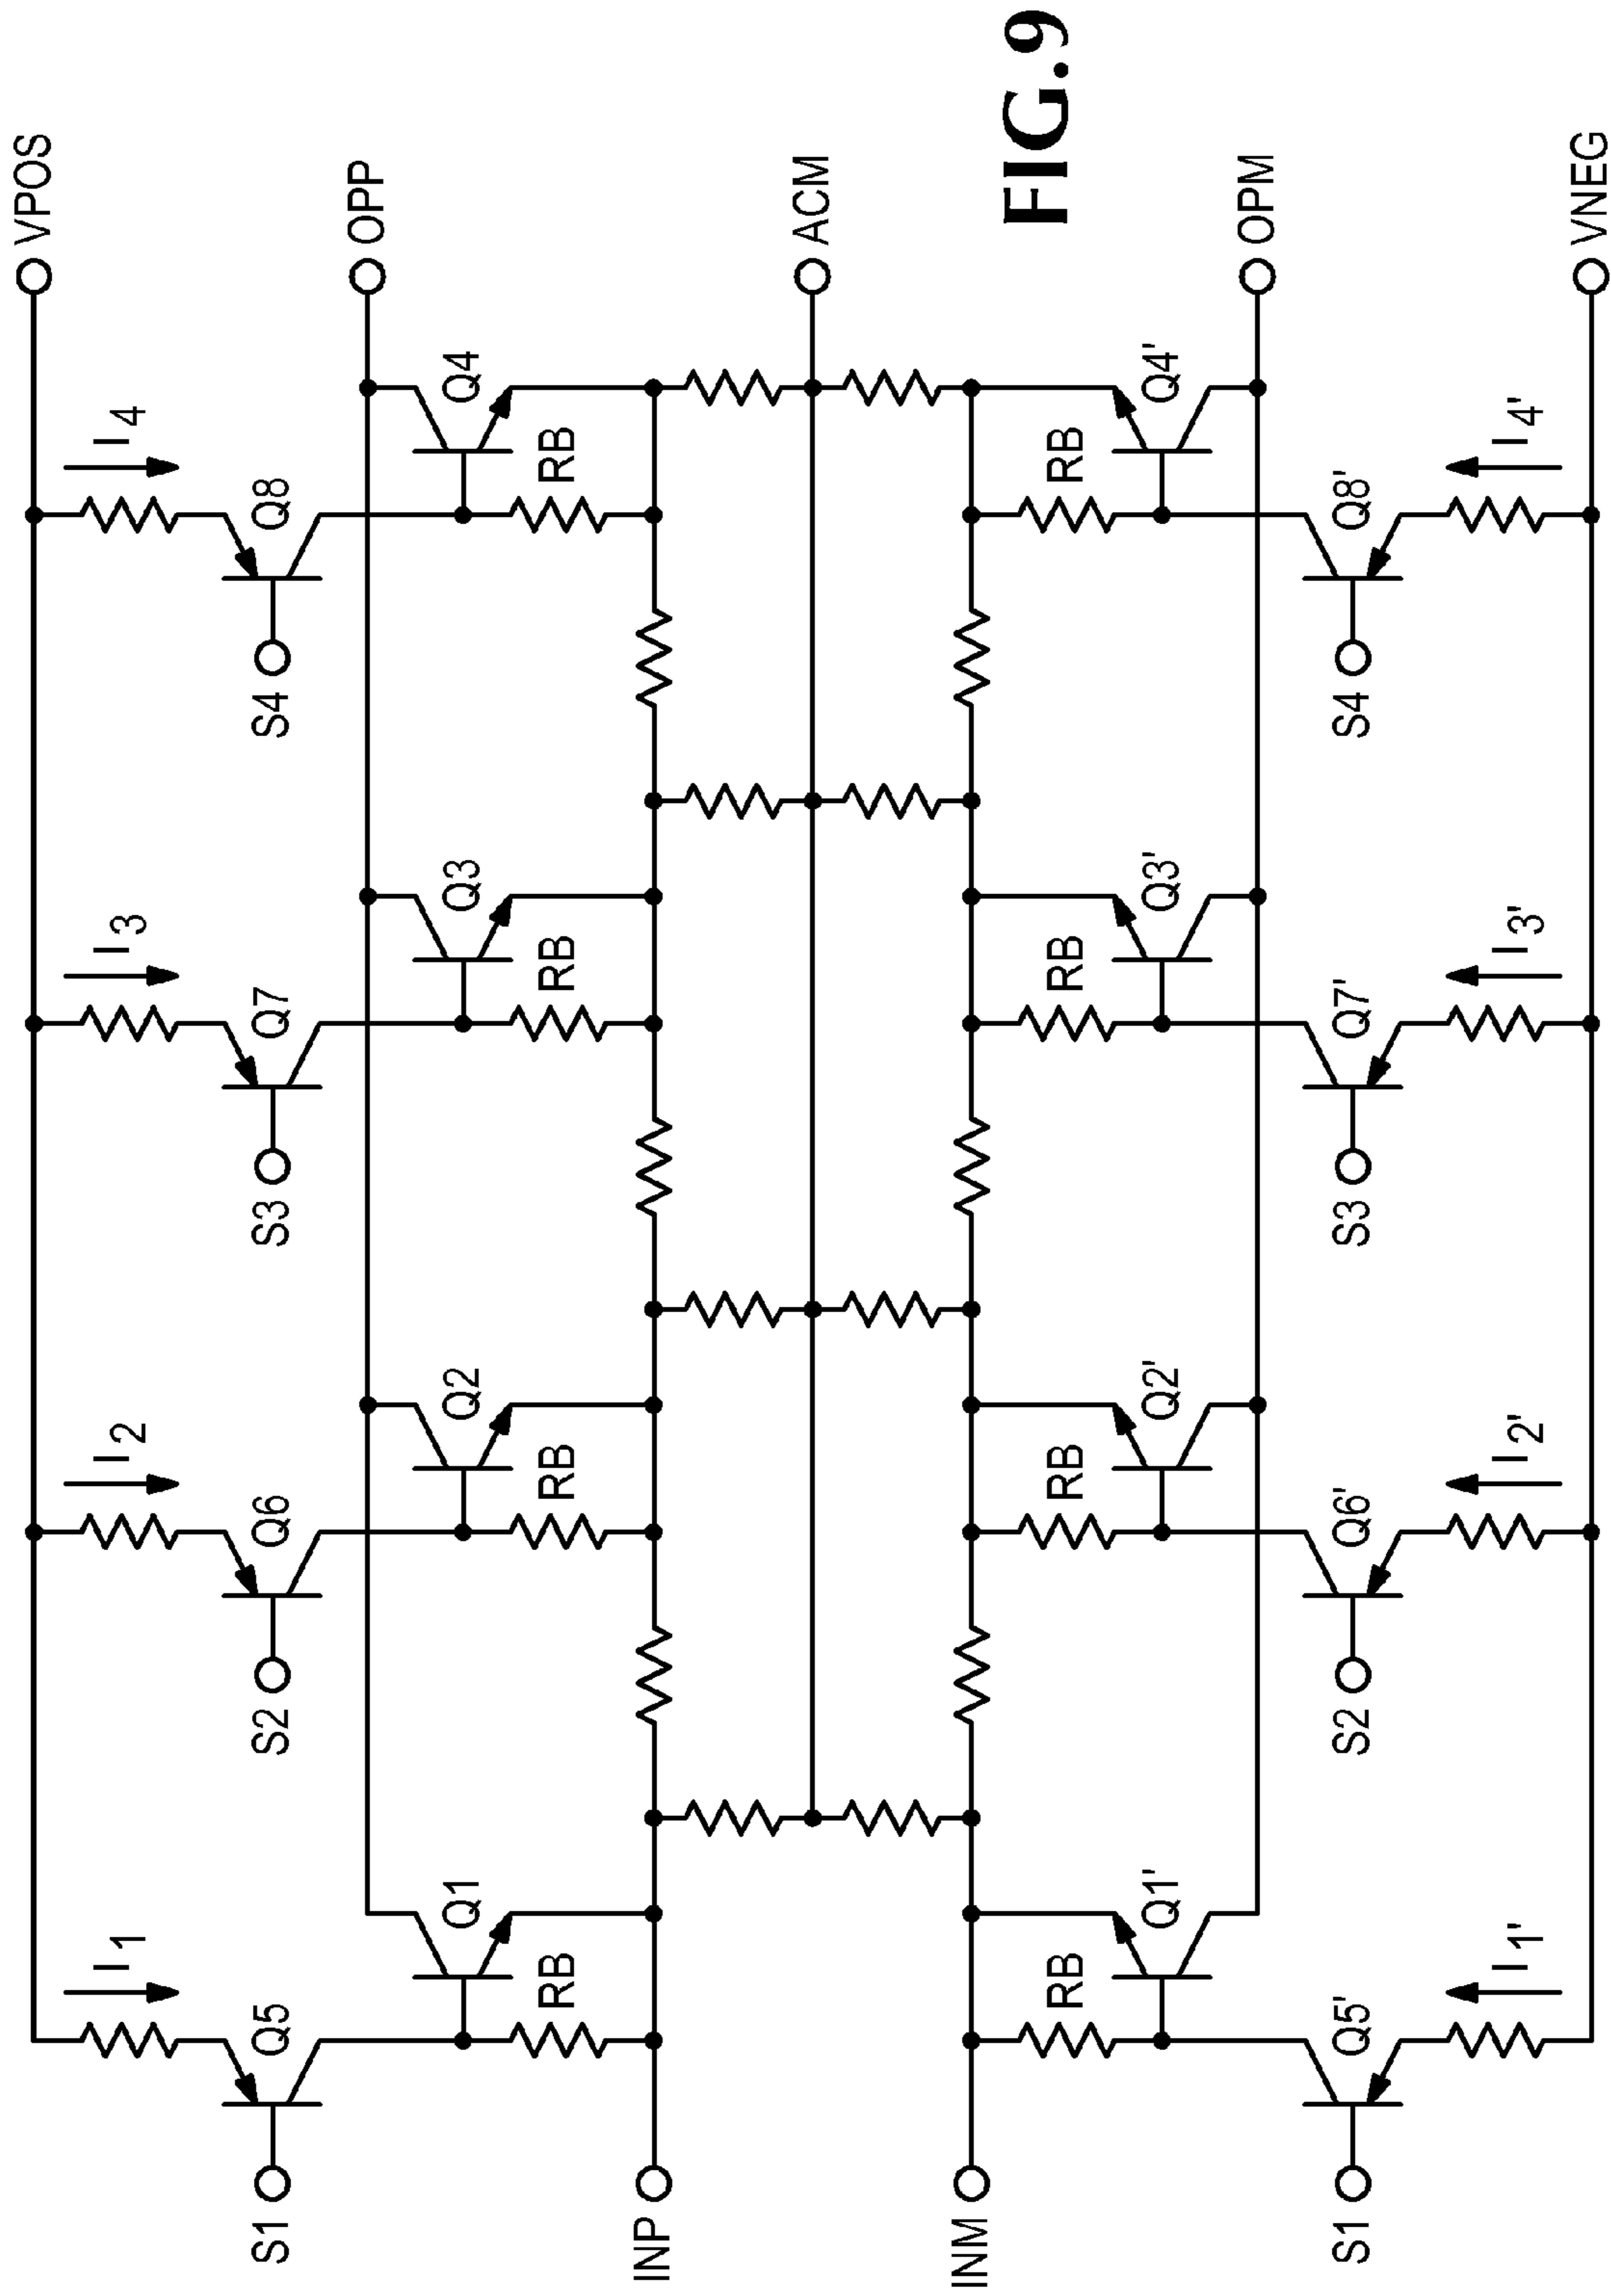 VPOS
I1
I2
I3
I4
S1
Q5
S2
Q6
S3
Q7
S4
Q8
OPP
Q1
Q2
Q3
Q4
RB
RB
RB
RB
INP
ACM
INM
RB
RB
RB
RB
Q1'
Q2'
Q3'
Q4'
OPM
S1
Q5'
S2
Q6'
S3
Q7'
S4
Q8'
I1'
I2'
I3'
I4'
VNEG
FIG.9